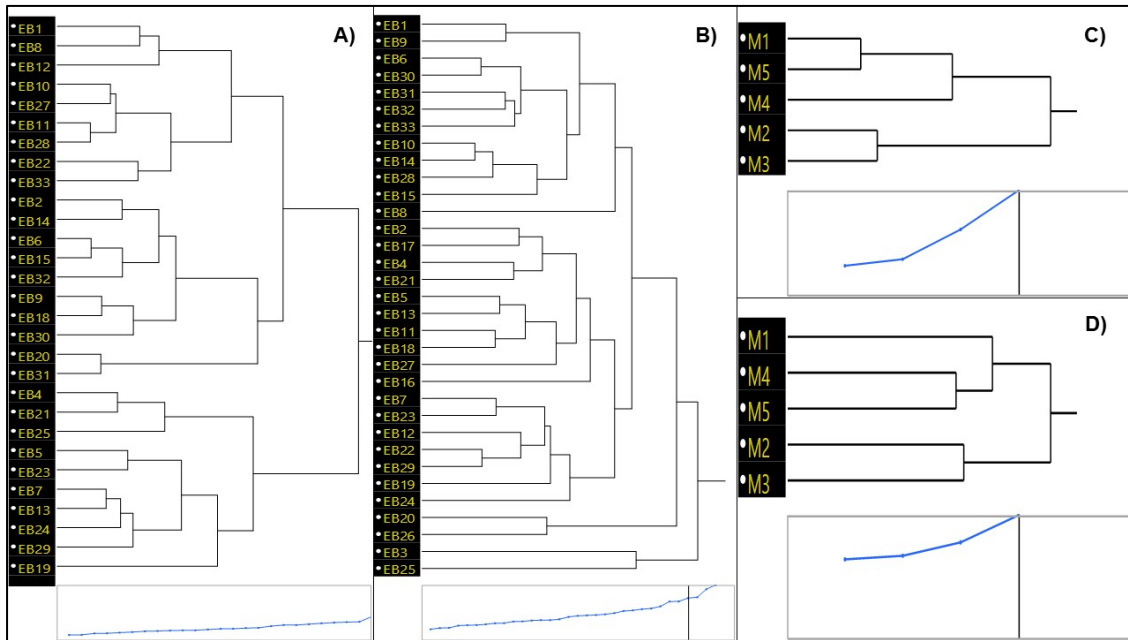 A)
EB1
EB8
EB12
EB10
EB27
EB11
EB28
EB22
EB33
EB2
EB14
EB6
EB15
EB32
EB9
EB18
EB30
EB20
EB31
EB4
EB21
EB25
EB5
EB23
EB7
EB13
EB24
EB29
EB19
B)
EB1
EB9
EB6
EB30
EB31
EB32
EB33
EB10
EB14
EB28
EB15
EB8
EB2
EB17
EB4
EB21
EB5
EB13
EB11
EB18
EB27
EB16
EB7
EB23
EB12
EB22
EB29
EB19
EB24
EB20
EB26
EB3
EB25
C)
M1
M5
M4
M2
M3
D)
M1
M4
M5
M2
M3